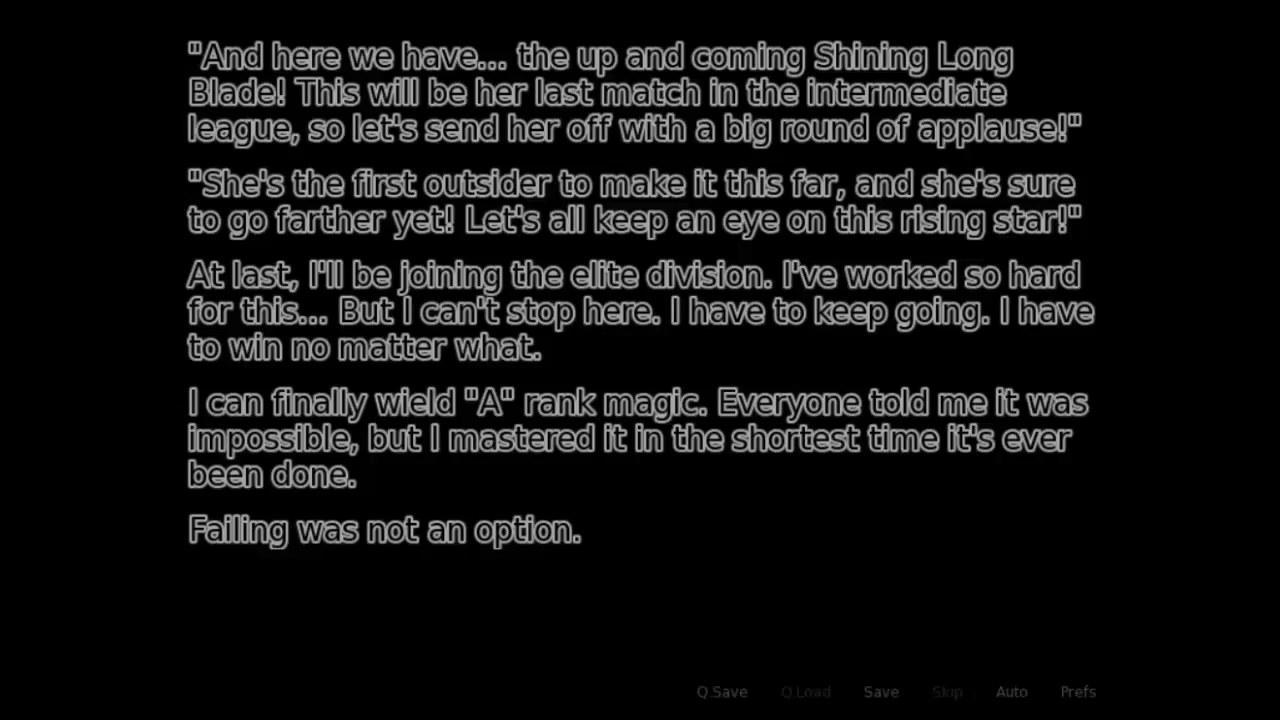 "And here we have... the up and coming Shining Long
Blade! This will be her last match in the intermediate
league, so let's send her off with a big round of applause!"
"She's the first outsider to make it this far, and she's sure
to go farther yet! Let's all keep an eye on this rising star!"
At last, I'll be joining the elite division. I've worked so hard
for this... But I can't stop here. I have to keep going. I have
to win no matter what.
I can finally wield "A" rank magic. Everyone told me it was
impossible, but I mastered it in the shortest time it's ever
been done.
Failing was not an option.
Q.Save Q.Load Save Skip Auto Prefs